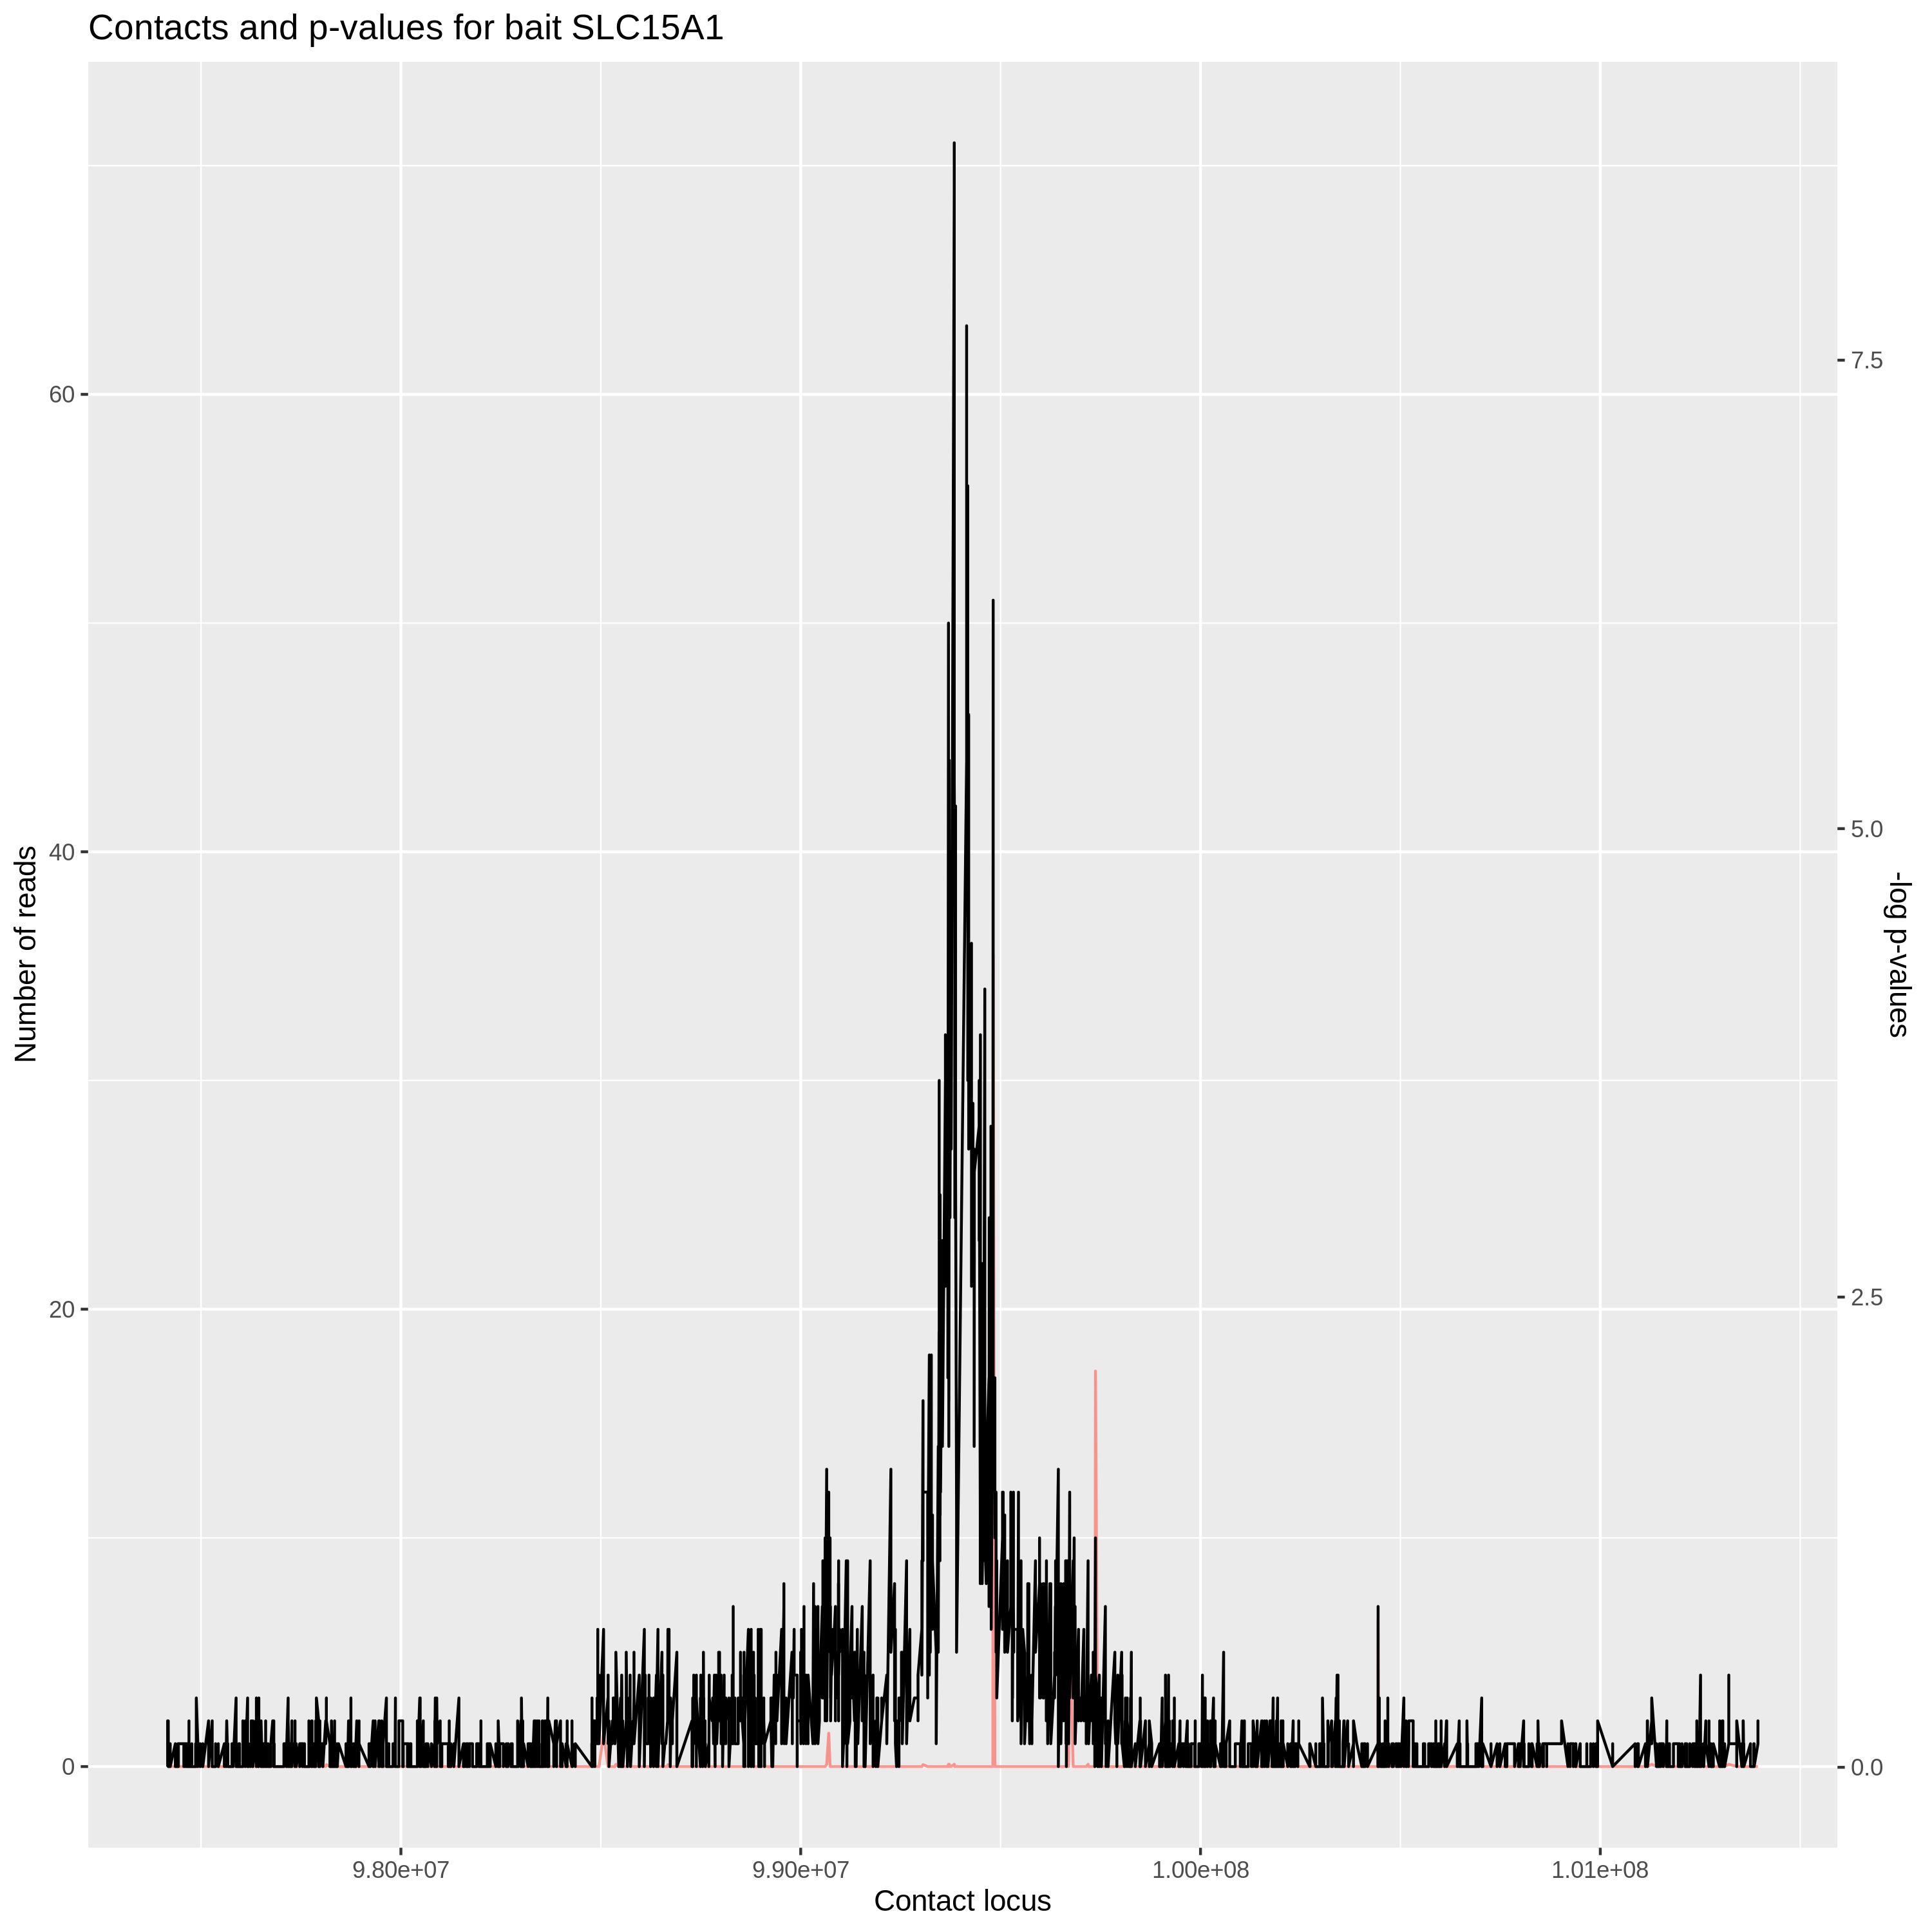 Contacts and p-values for bait SLC15A1
Number of reads
60
40
20
0
7.5
5.0
2.5
0.0
-log p-values
9.80e+07
9.90e+07
1.00e+08
1.01e+08
Contact locus